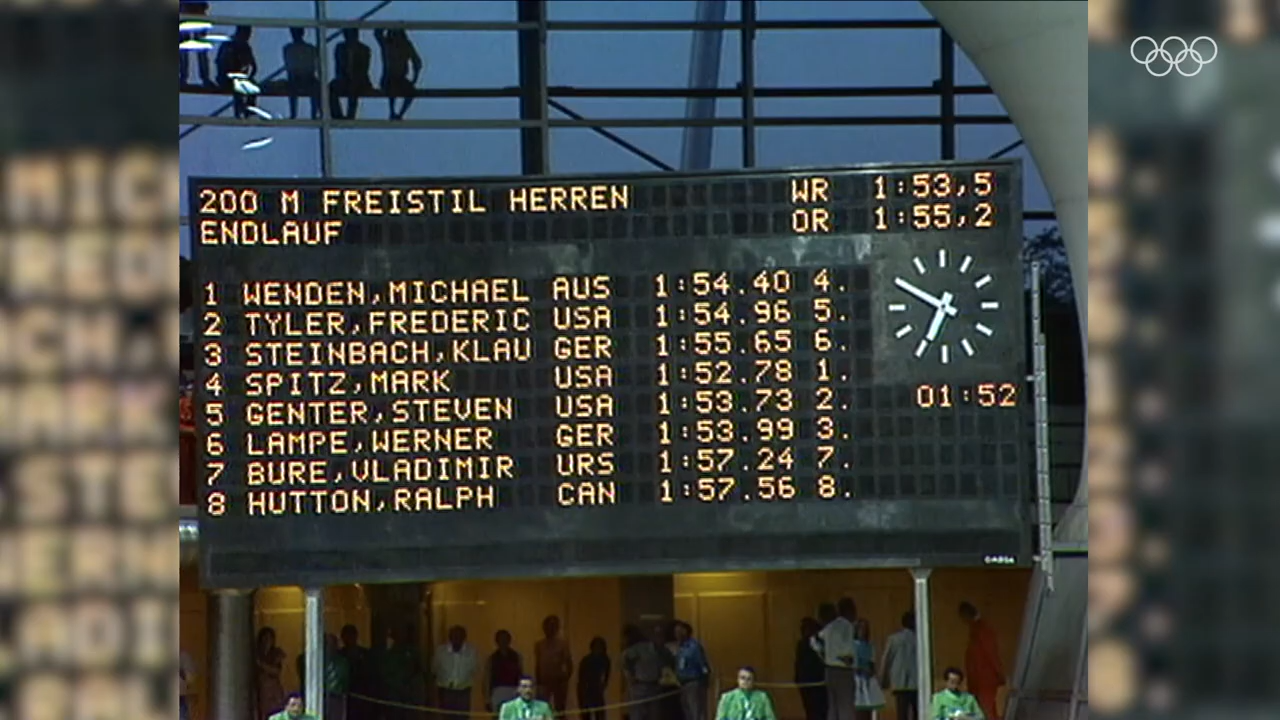 200 M FREISTIL HERREN WR 1:53,5
ENDLAUF OR 1:55,2
1 WENDEN,MICHAEL AUS 1:54.40 4.
2 TYLER,FREDERIC USA 1:54.96 5.
3 STEINBACH,KLAU GER 1:55.65 6.
4 SPITZ,MARK USA 1:52.78 1.
5 GENTER,STEVEN USA 1:53.73 2.
6 LAMPE,WERNER GER 1:53.99 3.
7 BURE,VLADIMIR URS 1:57.24 7.
8 HUTTON,RALPH CAN 1:57.56 8.
01:52